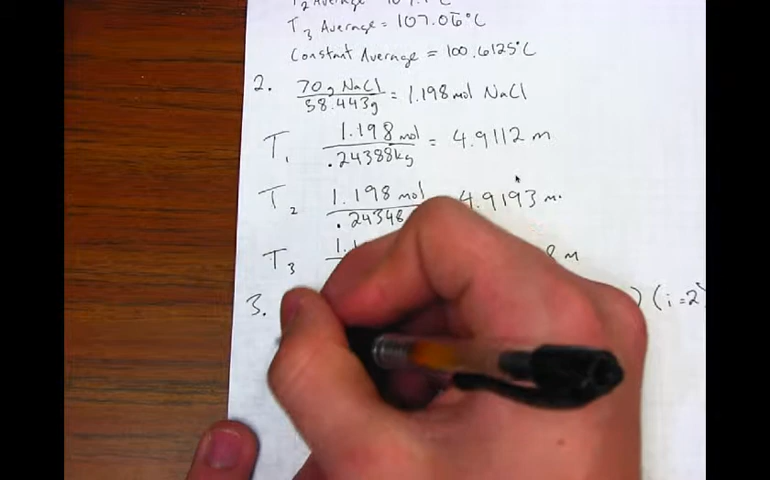 T₃ Average = 107.06°C
Constant Average = 100.6125°C
2. 70g NaCl / 58.443g = 1.198 mol NaCl
T₁ 1.198 mol / .24388kg = 4.9112 m
T₂ 1.198 mol / .24348 4.9193 m
T₃ m
3. ) (i=2